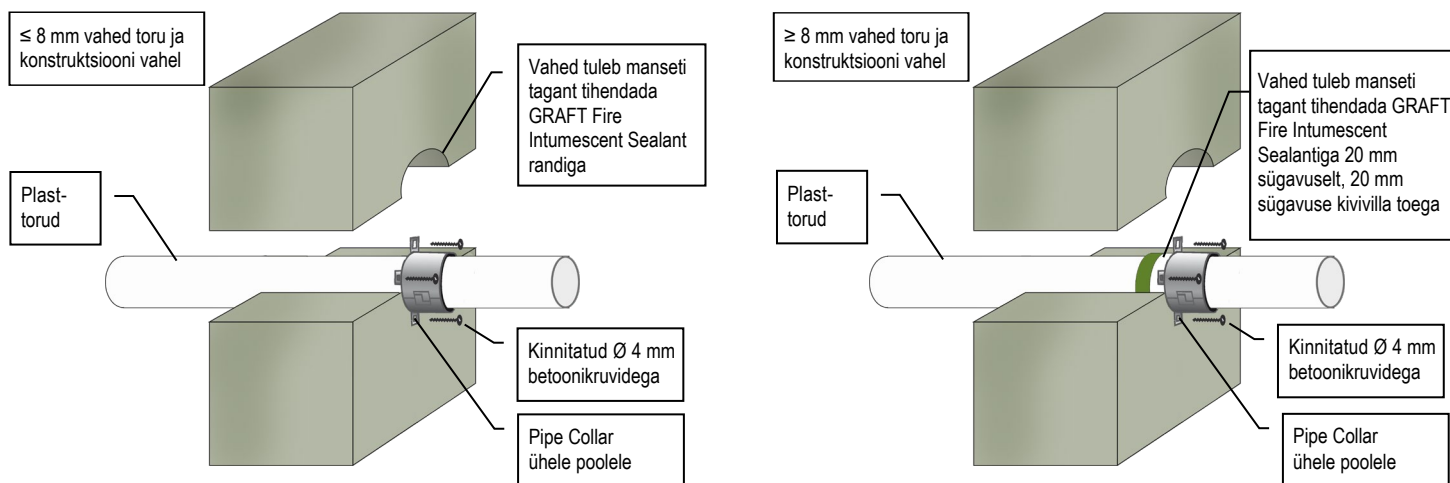 ≤ 8 mm vahed toru ja
konstruktsiooni vahel
Vahed tuleb manseti
tagant tihendada
GRAFT Fire
Intumescent Sealant
randiga
Plast-
torud
Kinnitatud Ø 4 mm
betoonikruvidega
Pipe Collar
ühele poolele
≥ 8 mm vahed toru ja
konstruktsiooni vahel
Vahed tuleb manseti
tagant tihendada GRAFT
Fire Intumescent
Sealantiga 20 mm
sügavuselt, 20 mm
sügavuse kivivilla toega
Plast-
torud
Kinnitatud Ø 4 mm
betoonikruvidega
Pipe Collar
ühele poolele